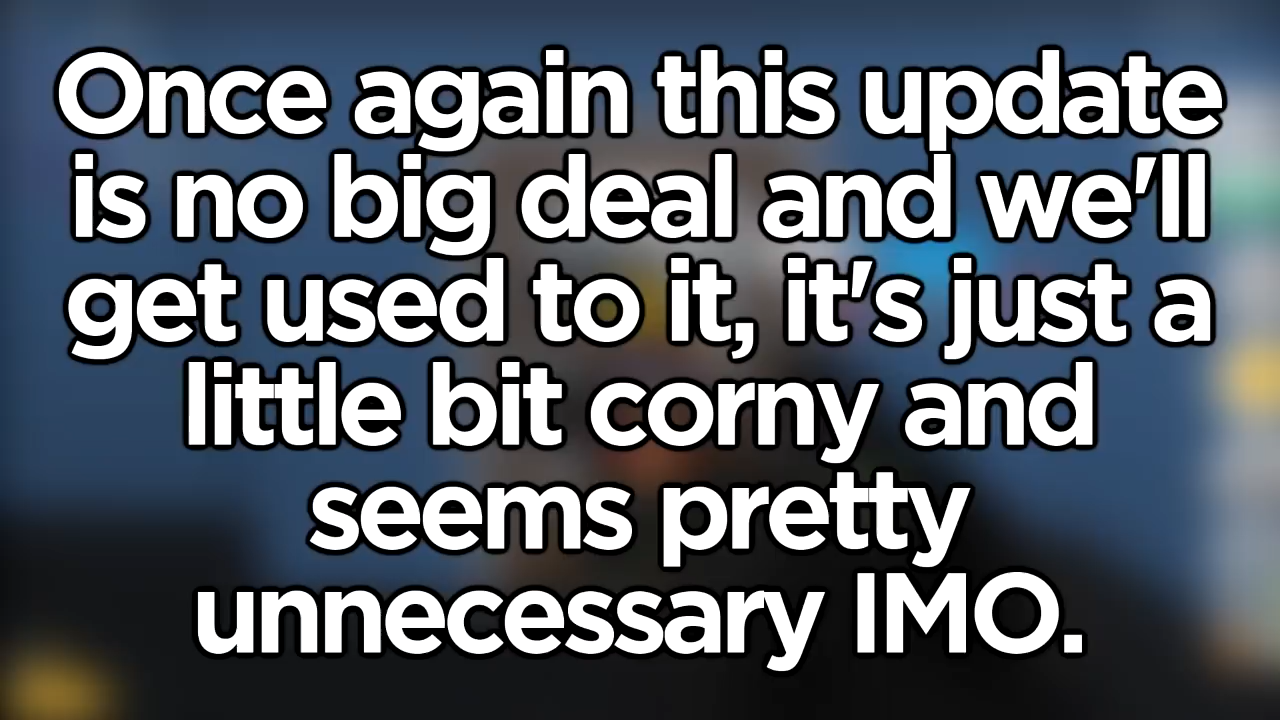 Once again this update
is no big deal and we'll
get used to it, it's just a
little bit corny and
seems pretty
unnecessary IMO.